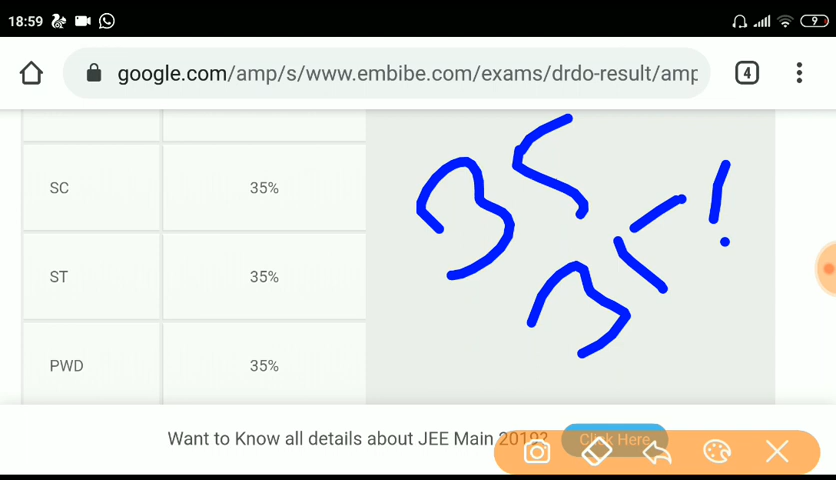 18:59 9
google.com/amp/s/www.embibe.com/exams/drdo-result/amp 4
SC 35%
ST 35%
PWD 35%
35
Want to Know all details about JEE Main 2019? Click Here